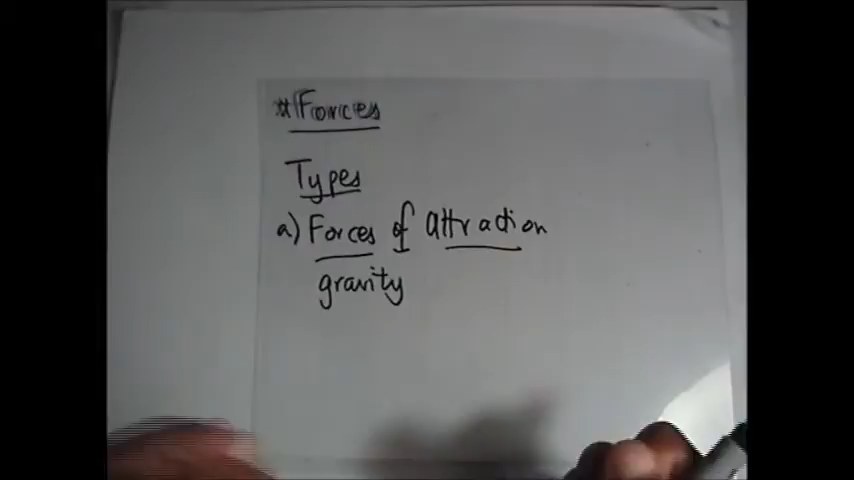 *Forces
Types
a) Forces of attraction
gravity